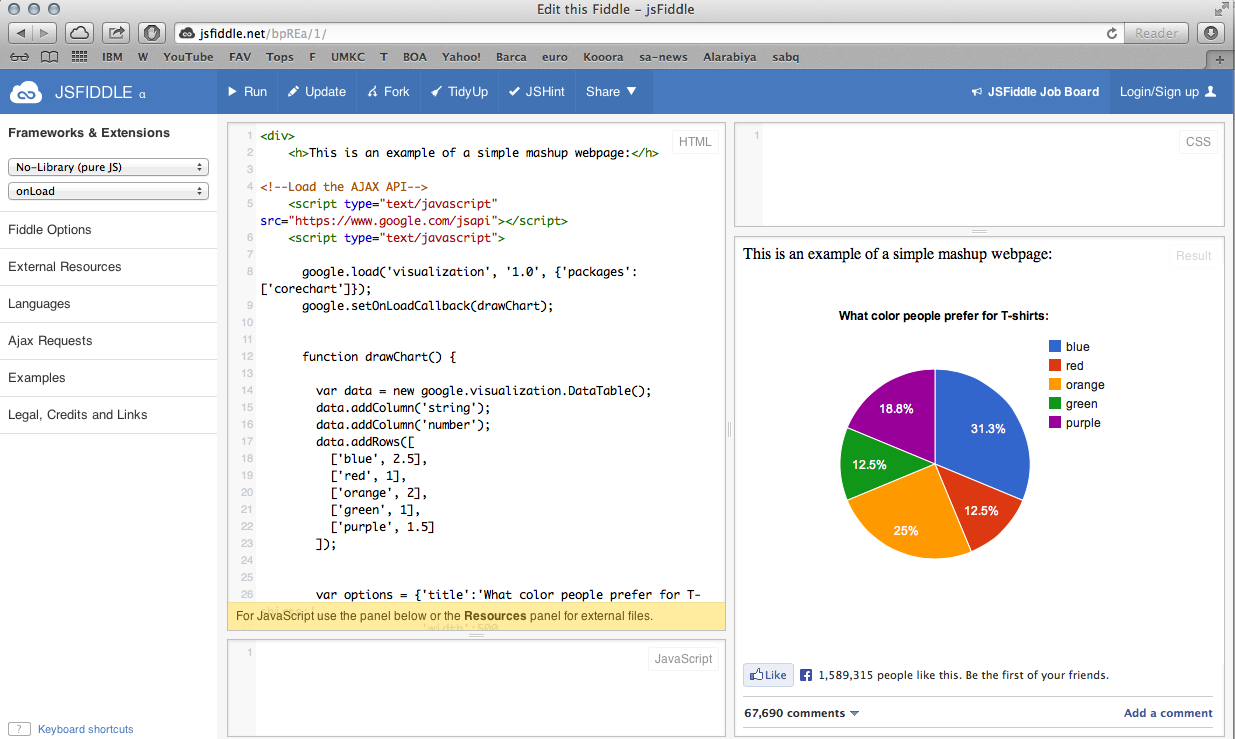 Edit this Fiddle – jsFiddle
jsfiddle.net/bpREa/1/
Reader
IBM W YouTube FAV Tops F UMKC T BOA Yahoo! Barca euro Kooora sa-news Alarabiya sabq
JSFIDDLE α
Run
Update
Fork
TidyUp
JSHint
Share
JSFiddle Job Board
Login/Sign up
Frameworks & Extensions
No-Library (pure JS)
onLoad
Fiddle Options
External Resources
Languages
Ajax Requests
Examples
Legal, Credits and Links
? Keyboard shortcuts
HTML
1 <div>
2 <h>This is an example of a simple mashup webpage:</h>
3
4 <!--Load the AJAX API-->
5 <script type="text/javascript"
src="https://www.google.com/jsapi"></script>
6 <script type="text/javascript">
7
8 google.load('visualization', '1.0', {'packages':
['corechart']});
9 google.setOnLoadCallback(drawChart);
10
11
12 function drawChart() {
13
14 var data = new google.visualization.DataTable();
15 data.addColumn('string');
16 data.addColumn('number');
17 data.addRows([
18 ['blue', 2.5],
19 ['red', 1],
20 ['orange', 2],
21 ['green', 1],
22 ['purple', 1.5]
23 ]);
24
25
26 var options = {'title':'What color people prefer for T-
For JavaScript use the panel below or the Resources panel for external files.
'width':500
1
JavaScript
1
CSS
This is an example of a simple mashup webpage:
Result
What color people prefer for T-shirts:
blue
red
orange
green
purple
18.8%
31.3%
12.5%
12.5%
25%
Like
1,589,315 people like this. Be the first of your friends.
67,690 comments
Add a comment